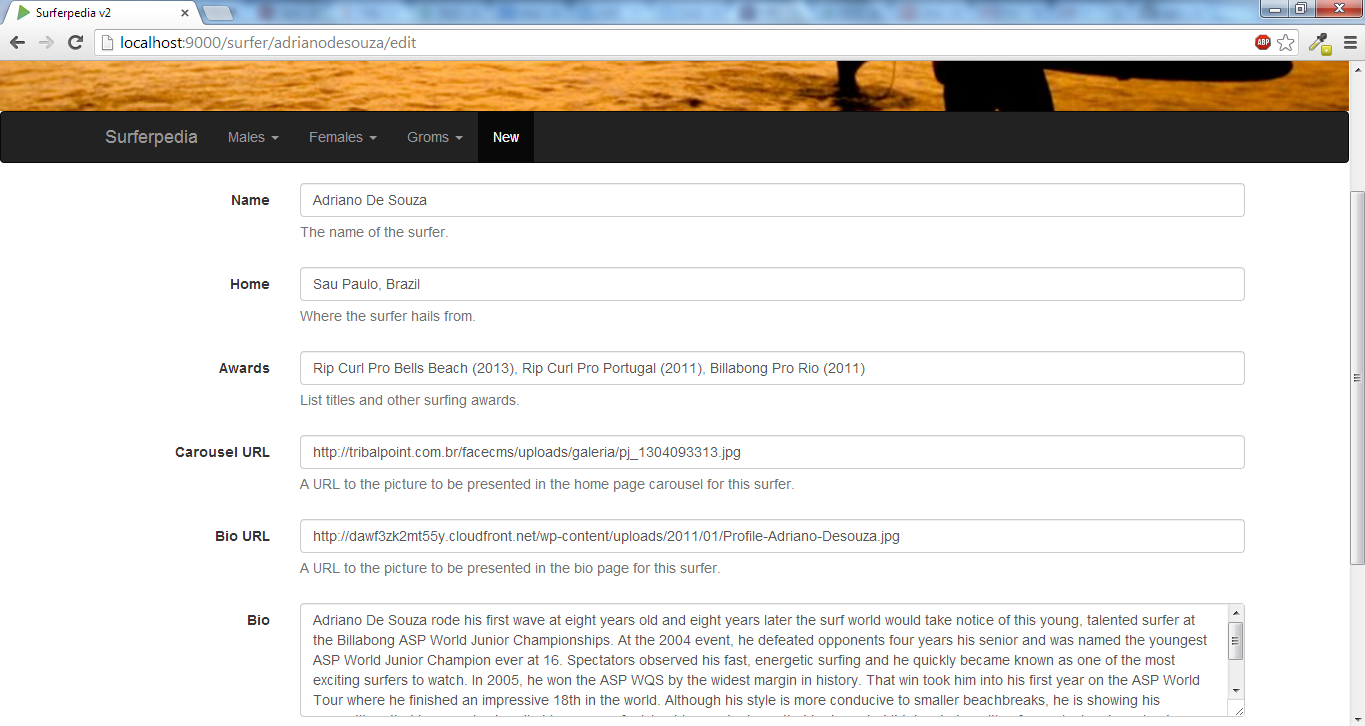 Surferpedia v2
localhost:9000/surfer/adrianodesouza/edit
ABP
Surferpedia Males Females Groms New
Name Adriano De Souza
The name of the surfer.
Home Sau Paulo, Brazil
Where the surfer hails from.
Awards Rip Curl Pro Bells Beach (2013), Rip Curl Pro Portugal (2011), Billabong Pro Rio (2011)
List titles and other surfing awards.
Carousel URL http://tribalpoint.com.br/facecms/uploads/galeria/pj_1304093313.jpg
A URL to the picture to be presented in the home page carousel for this surfer.
Bio URL http://dawf3zk2mt55y.cloudfront.net/wp-content/uploads/2011/01/Profile-Adriano-Desouza.jpg
A URL to the picture to be presented in the bio page for this surfer.
Bio Adriano De Souza rode his first wave at eight years old and eight years later the surf world would take notice of this young, talented surfer at
the Billabong ASP World Junior Championships. At the 2004 event, he defeated opponents four years his senior and was named the youngest
ASP World Junior Champion ever at 16. Spectators observed his fast, energetic surfing and he quickly became known as one of the most
exciting surfers to watch. In 2005, he won the ASP WQS by the widest margin in history. That win took him into his first year on the ASP World
Tour where he finished an impressive 18th in the world. Although his style is more conducive to smaller beachbreaks, he is showing his